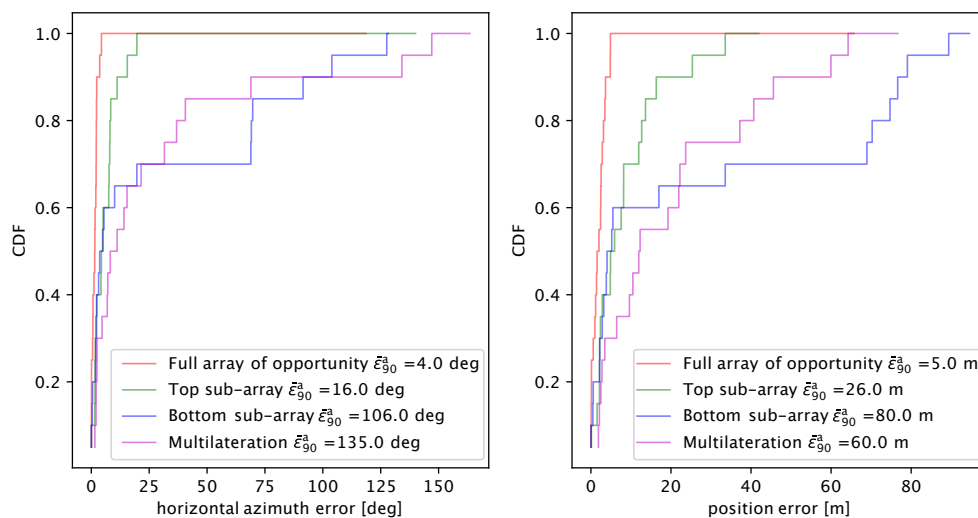 1.0
0.8
0.6
0.4
0.2
CDF
Full array of opportunity ε̄ᵃ₉₀ =4.0 deg
Top sub-array ε̄ᵃ₉₀ =16.0 deg
Bottom sub-array ε̄ᵃ₉₀ =106.0 deg
Multilateration ε̄ᵃ₉₀ =135.0 deg
0 25 50 75 100 125 150
horizontal azimuth error [deg]
1.0
0.8
0.6
0.4
0.2
CDF
Full array of opportunity ε̄ᵃ₉₀ =5.0 m
Top sub-array ε̄ᵃ₉₀ =26.0 m
Bottom sub-array ε̄ᵃ₉₀ =80.0 m
Multilateration ε̄ᵃ₉₀ =60.0 m
0 20 40 60 80
position error [m]